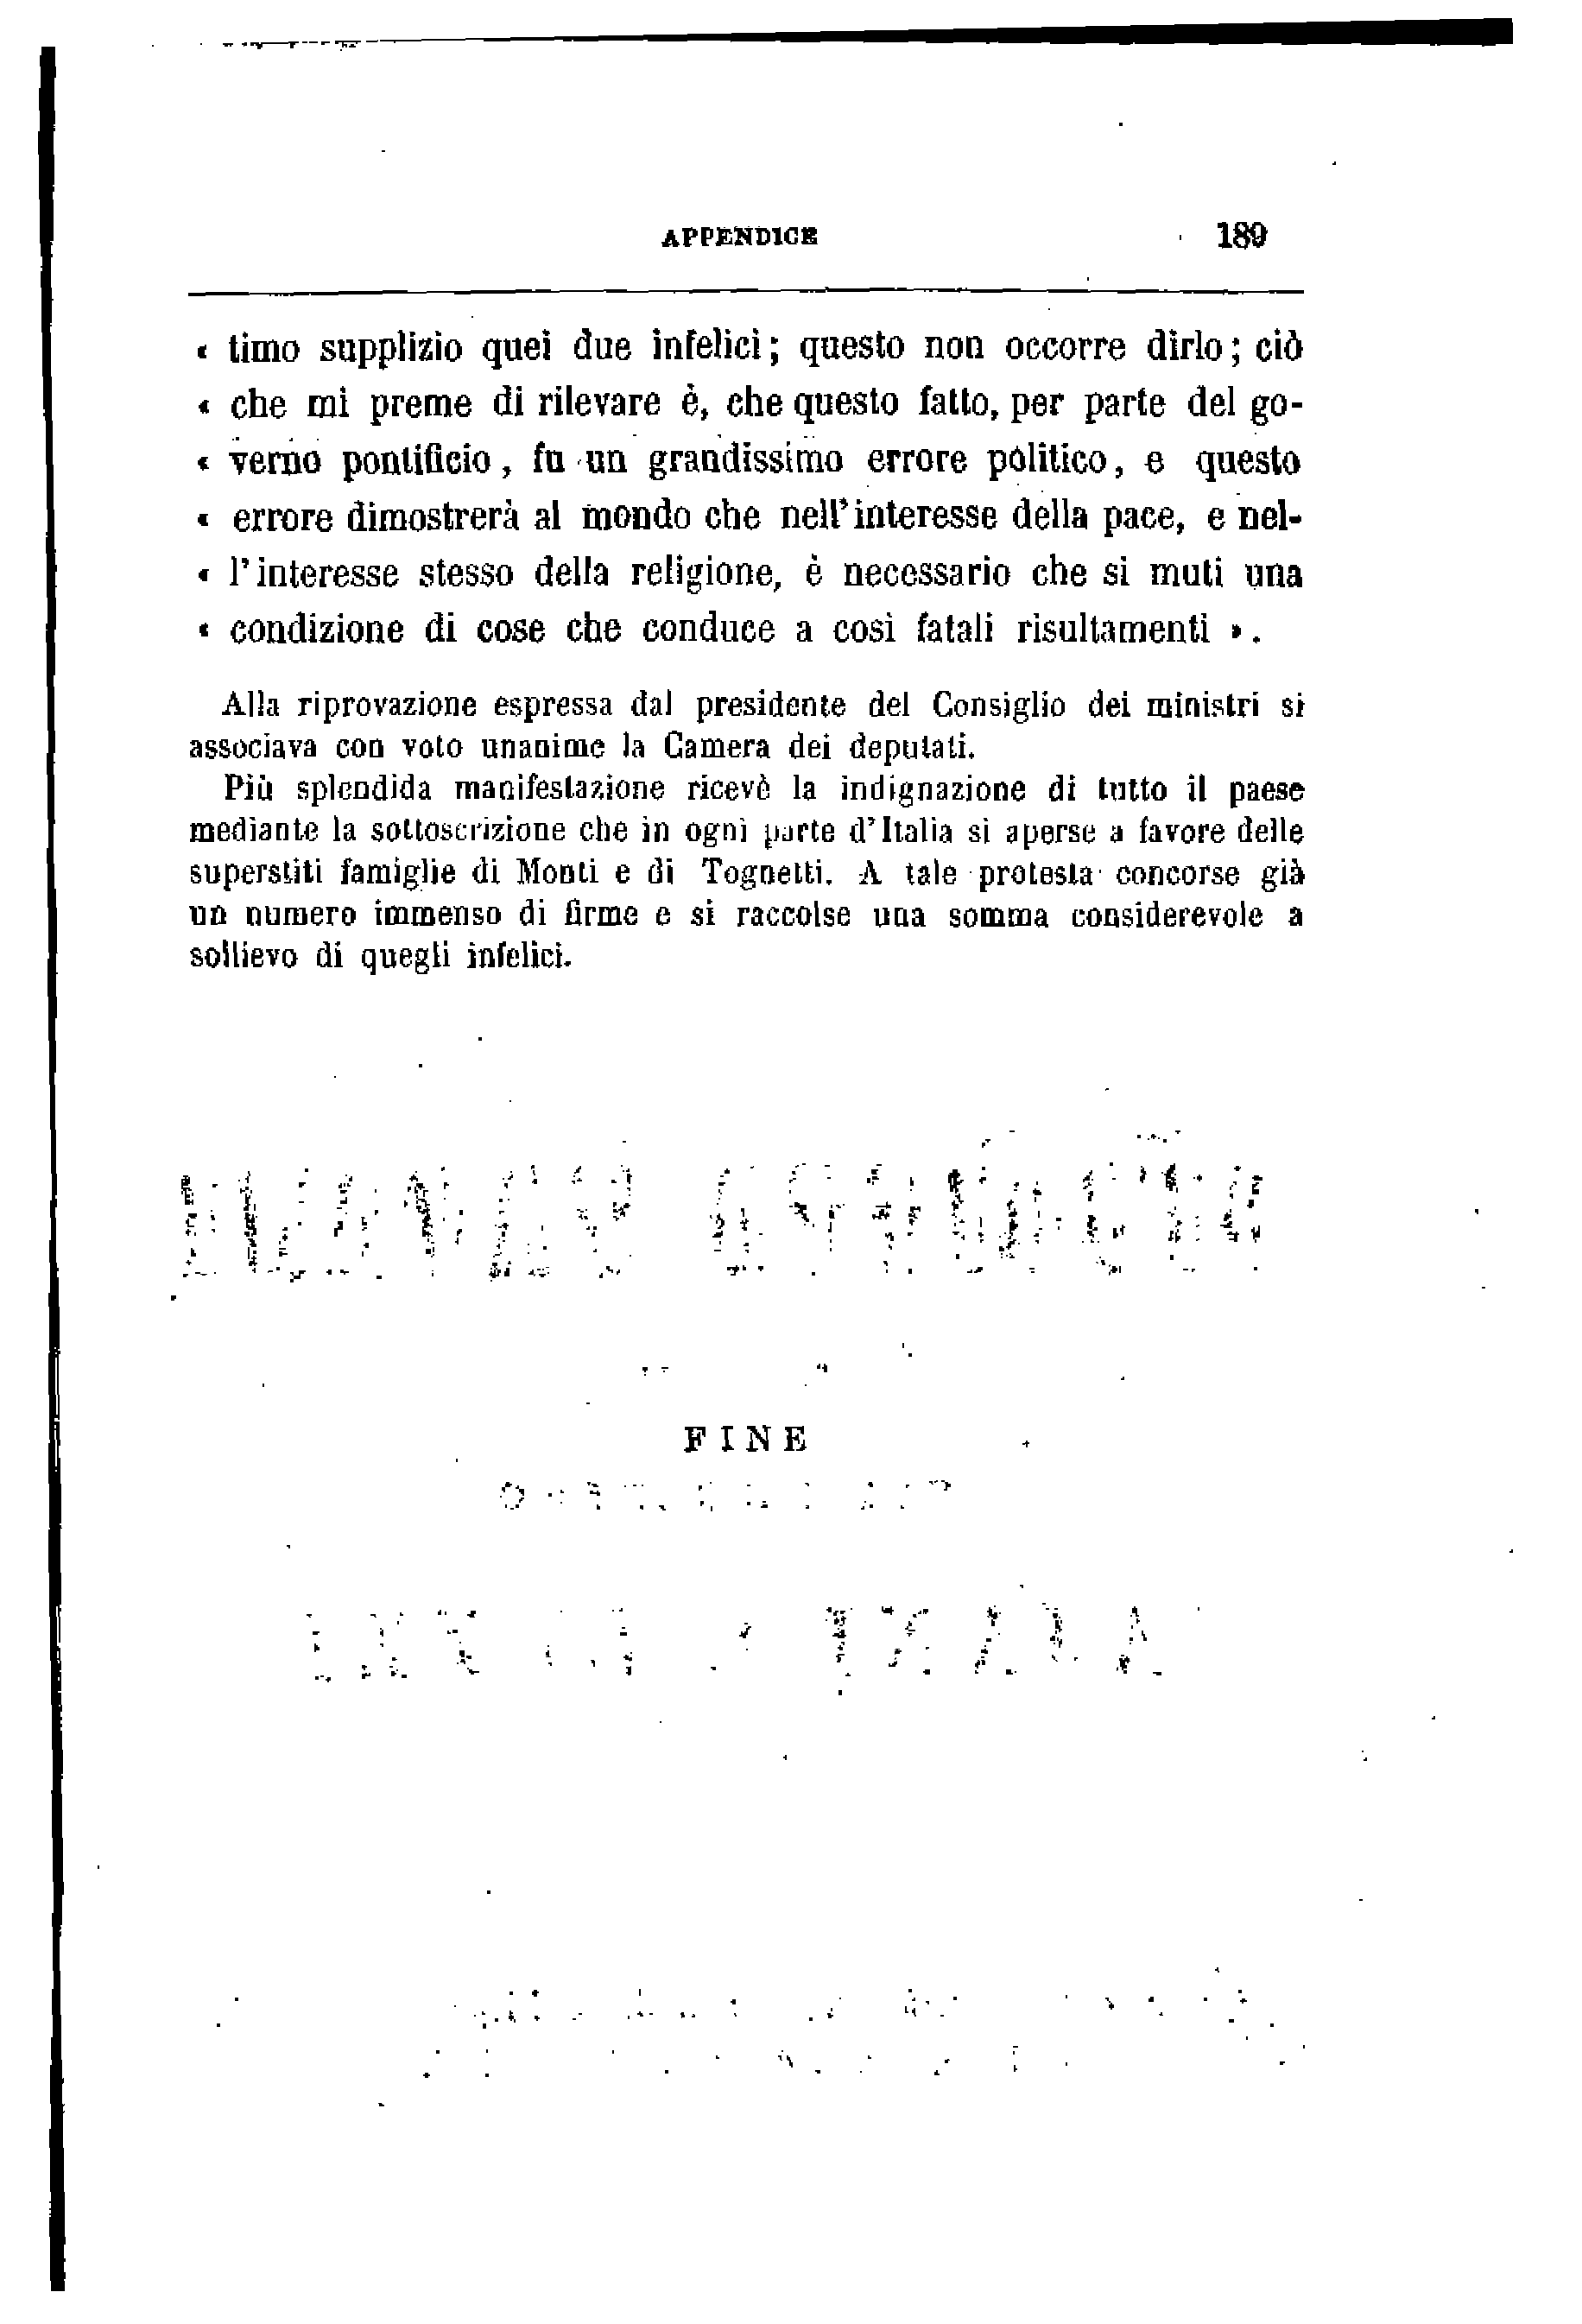 APPENDICE 189
« timo supplizio quei due infelici; questo non occorre dirlo; ciò
« che mi preme di rilevare è, che questo fatto, per parte del go-
« verno pontificio, fu un grandissimo errore politico, e questo
« errore dimostrerà al mondo che nell'interesse della pace, e nel-
« l'interesse stesso della religione, è necessario che si muti una
« condizione di cose che conduce a così fatali risultamenti ».
Alla riprovazione espressa dal presidente del Consiglio dei ministri si
associava con voto unanime la Camera dei deputati.
Più splendida manifestazione ricevè la indignazione di tutto il paese
mediante la sottoscrizione che in ogni parte d'Italia si aperse a favore delle
superstiti famiglie di Monti e di Tognetti. A tale protesta concorse già
un numero immenso di firme e si raccolse una somma considerevole a
sollievo di quegli infelici.
FINE